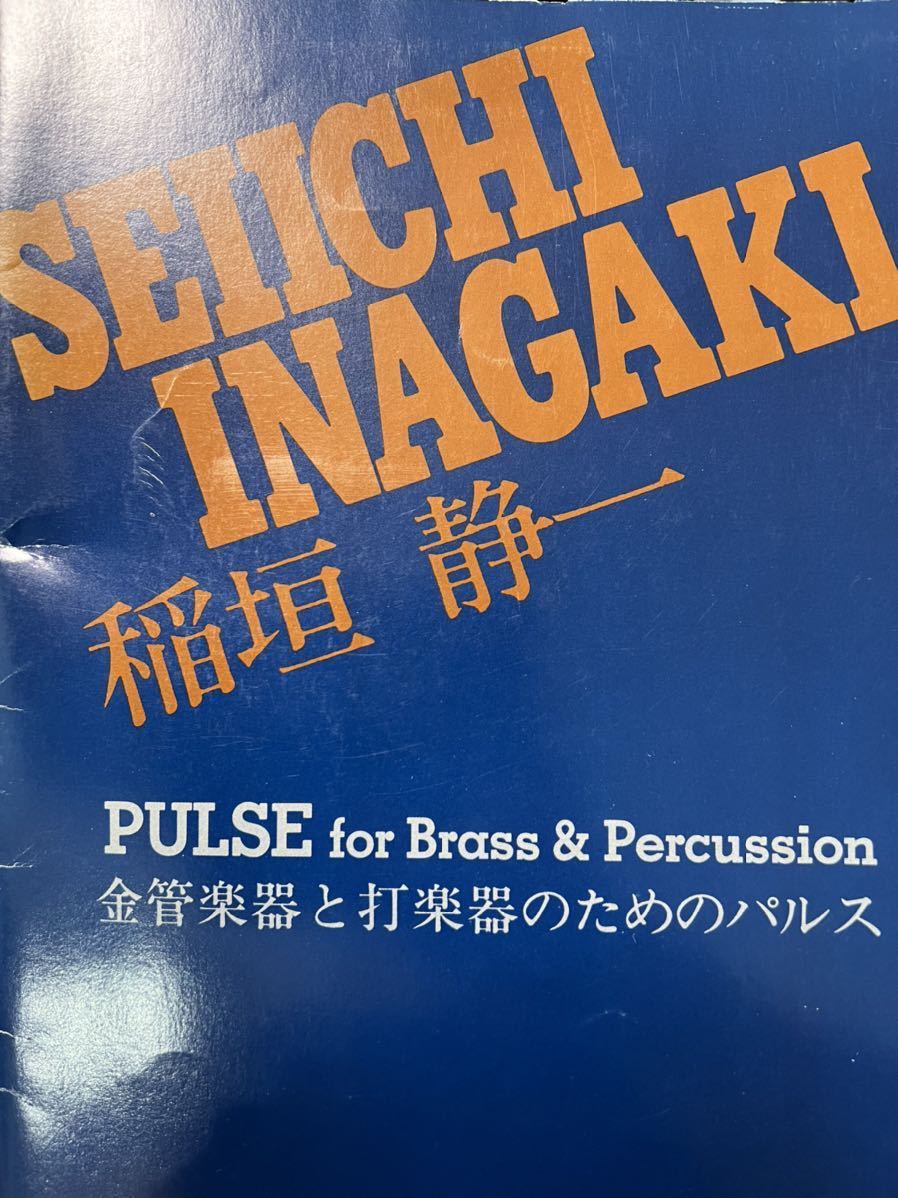 SEIICHI
INAGAKI
稲垣 静一
PULSE for Brass & Percussion
金管楽器と打楽器のためのパルス